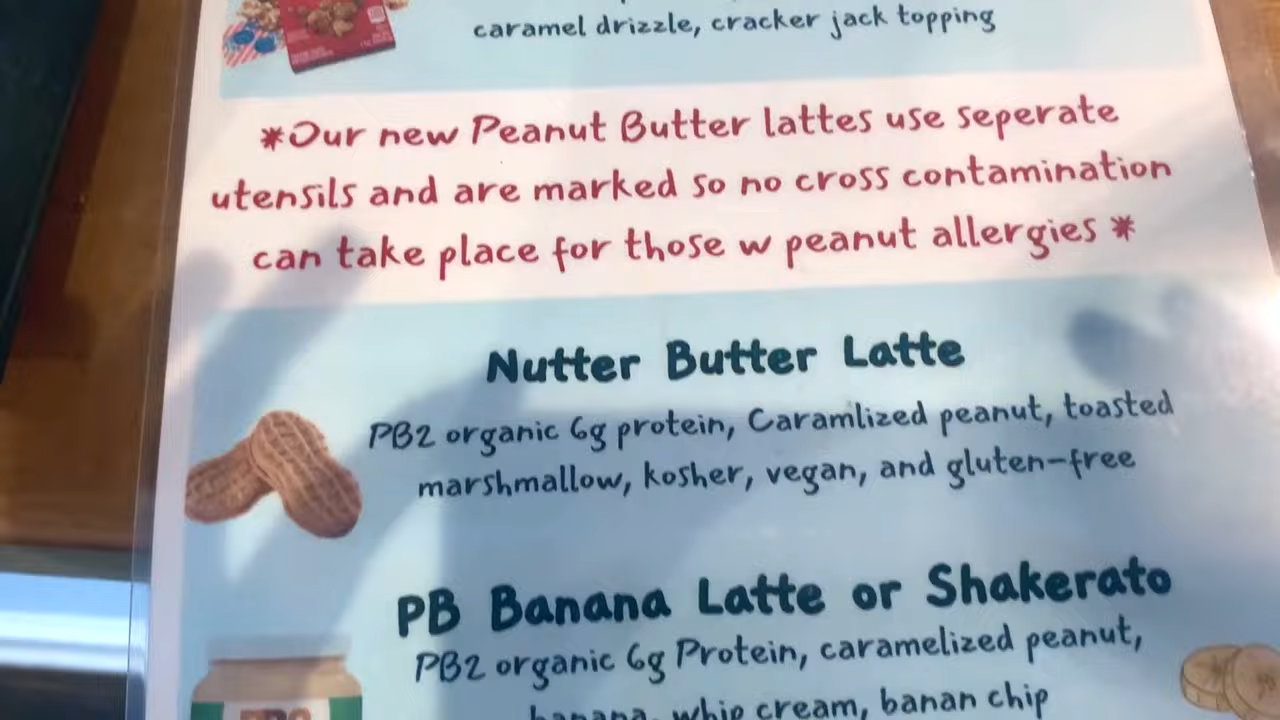 caramel drizzle, cracker jack topping
*Our new Peanut Butter lattes use seperate
utensils and are marked so no cross contamination
can take place for those w peanut allergies *
Nutter Butter Latte
PB2 organic 6g protein, Caramlized peanut, toasted
marshmallow, kosher, vegan, and gluten-free
PB Banana Latte or Shakerato
PB2 organic 6g Protein, caramelized peanut,
banana, whip cream, banan chip